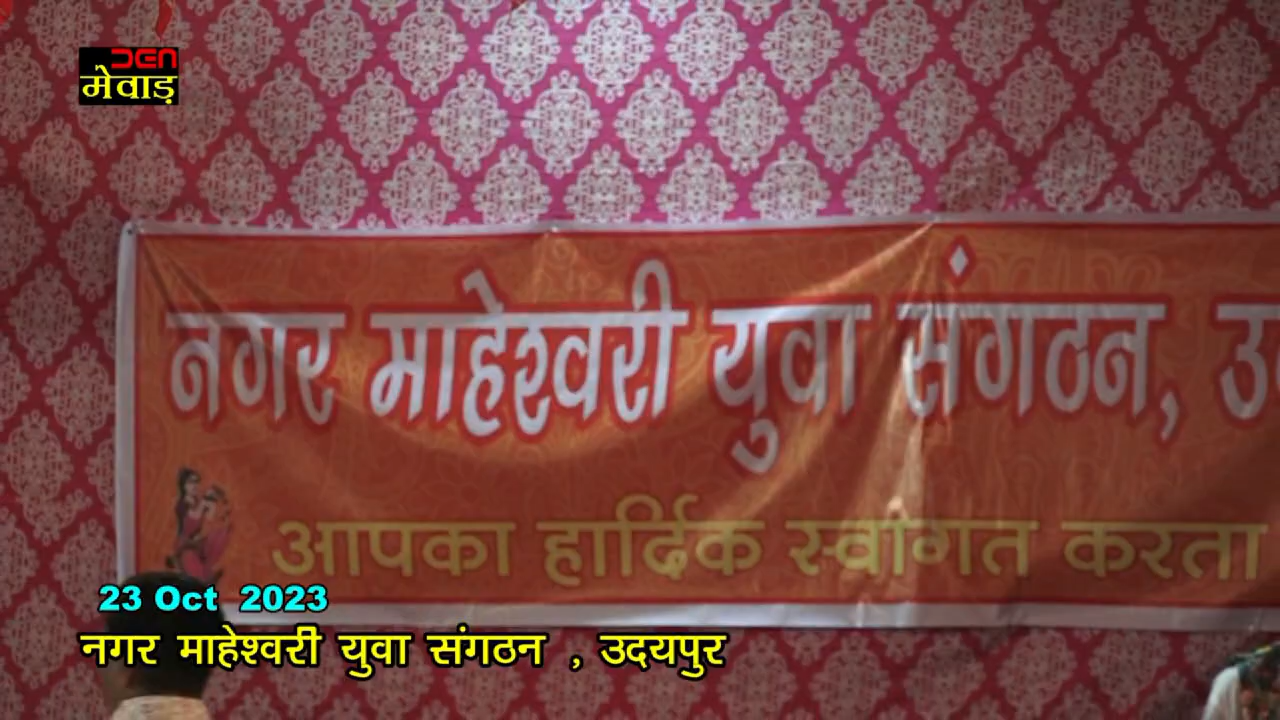 DEN
मेवाड़
नगर माहेश्वरी युवा संगठन,
आपका हार्दिक स्वागत करता
23 Oct 2023
नगर माहेश्वरी युवा संगठन , उदयपुर